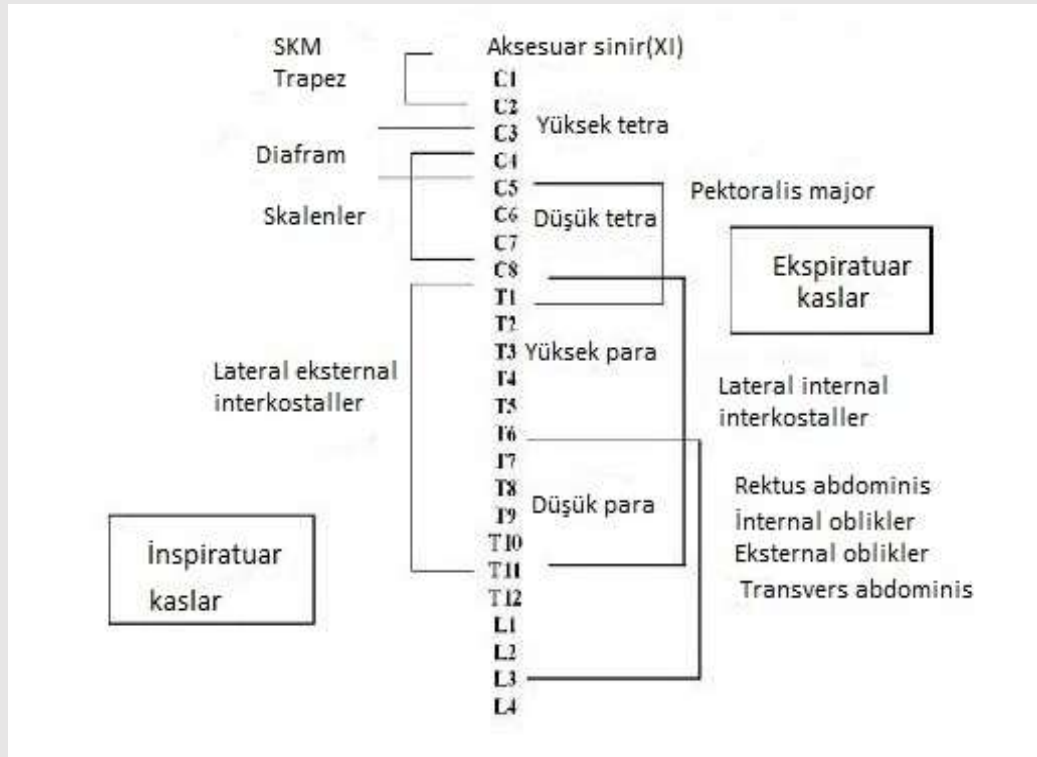 SKM
Trapez
Diafram
Skalenler
Lateral eksternal
interkostaller
İnspiratuar
kaslar
Aksesuar sinir(XI)
C1
C2
C3
C4
C5
C6
C7
C8
T1
T2
T3
T4
T5
T6
T7
T8
T9
T10
T11
T12
L1
L2
L3
L4
Yüksek tetra
Düşük tetra
Yüksek para
Düşük para
Pektoralis major
Ekspiratuar
kaslar
Lateral internal
interkostaller
Rektus abdominis
İnternal oblikler
Eksternal oblikler
Transvers abdominis